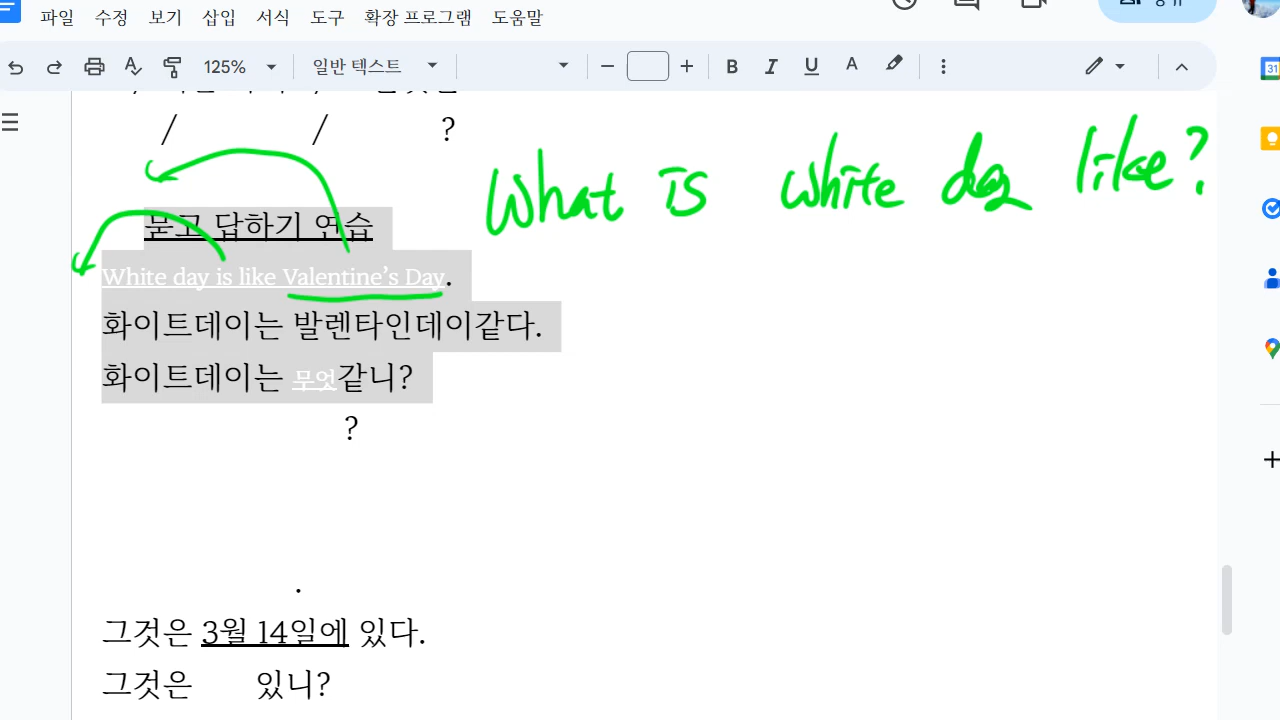 파일 수정 보기 삽입 서식 도구 확장 프로그램 도움말
125% 일반 텍스트 B I U A
31
/ / ?
What is white day like?
묻고 답하기 연습
White day is like Valentine's Day.
화이트데이는 발렌타인데이같다.
화이트데이는 무엇같니?
?
.
그것은 3월 14일에 있다.
그것은 있니?